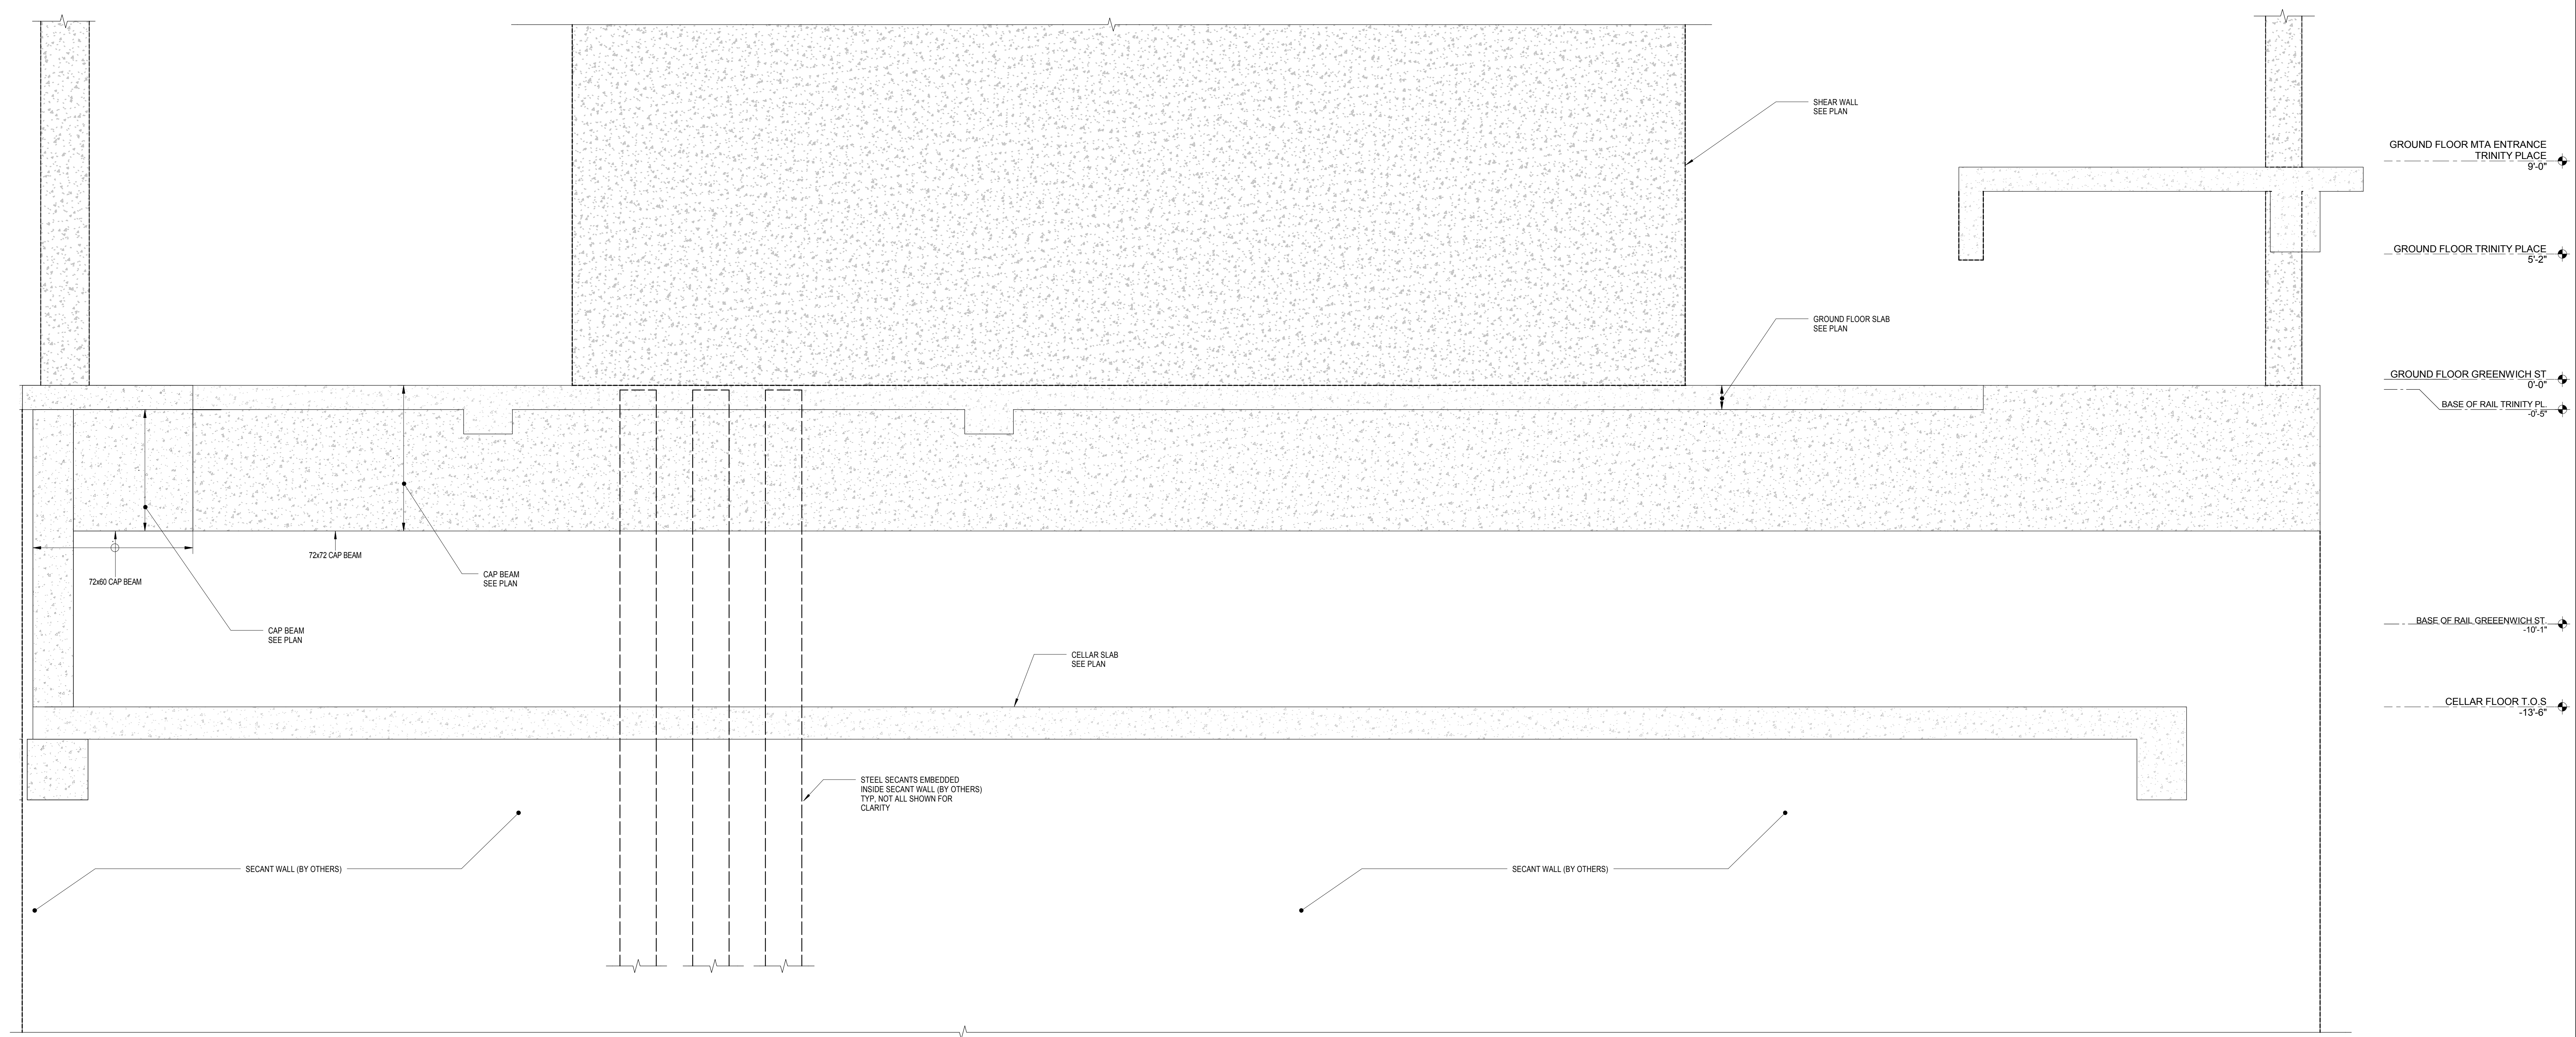 SHEAR WALL
SEE PLAN
GROUND FLOOR MTA ENTRANCE
TRINITY PLACE
9'-0"
GROUND FLOOR TRINITY PLACE
5'-2"
GROUND FLOOR SLAB
SEE PLAN
GROUND FLOOR GREENWICH ST
0'-0"
BASE OF RAIL TRINITY PL.
-0'-5"
72x72 CAP BEAM
72x60 CAP BEAM
CAP BEAM
SEE PLAN
CAP BEAM
SEE PLAN
BASE OF RAIL GREEENWICH ST.
-10'-1"
CELLAR SLAB
SEE PLAN
CELLAR FLOOR T.O.S
-13'-6"
STEEL SECANTS EMBEDDED
INSIDE SECANT WALL (BY OTHERS)
TYP, NOT ALL SHOWN FOR
CLARITY
SECANT WALL (BY OTHERS)
SECANT WALL (BY OTHERS)